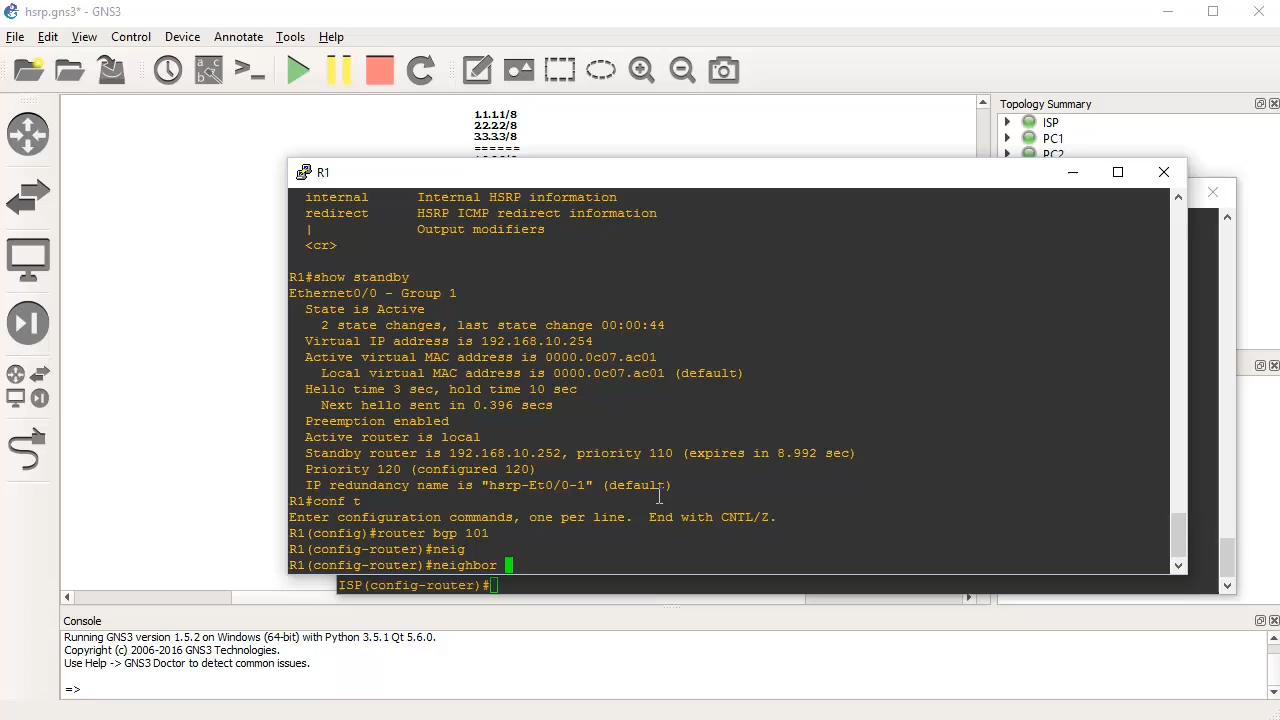 hsrp.gns3* - GNS3
File Edit View Control Device Annotate Tools Help
1.1.1.1/8
2.2.2.2/8
3.3.3.3/8
======
Topology Summary
ISP
PC1
PC2
R1
internal Internal HSRP information
redirect HSRP ICMP redirect information
| Output modifiers
<cr>
R1#show standby
Ethernet0/0 - Group 1
State is Active
2 state changes, last state change 00:00:44
Virtual IP address is 192.168.10.254
Active virtual MAC address is 0000.0c07.ac01
Local virtual MAC address is 0000.0c07.ac01 (default)
Hello time 3 sec, hold time 10 sec
Next hello sent in 0.396 secs
Preemption enabled
Active router is local
Standby router is 192.168.10.252, priority 110 (expires in 8.992 sec)
Priority 120 (configured 120)
IP redundancy name is "hsrp-Et0/0-1" (default)
R1#conf t
Enter configuration commands, one per line. End with CNTL/Z.
R1(config)#router bgp 101
R1(config-router)#neig
R1(config-router)#neighbor
ISP(config-router)#
Console
Running GNS3 version 1.5.2 on Windows (64-bit) with Python 3.5.1 Qt 5.6.0.
Copyright (c) 2006-2016 GNS3 Technologies.
Use Help -> GNS3 Doctor to detect common issues.
=>